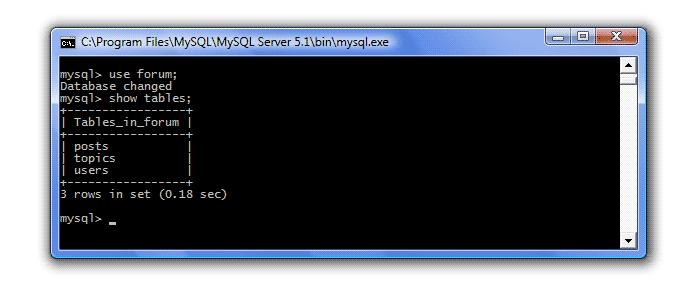 C:\Program Files\MySQL\MySQL Server 5.1\bin\mysql.exe
mysql> use forum;
Database changed
mysql> show tables;
+-----------------+
| Tables_in_forum |
+-----------------+
| posts           |
| topics          |
| users           |
+-----------------+
3 rows in set (0.18 sec)
mysql> _